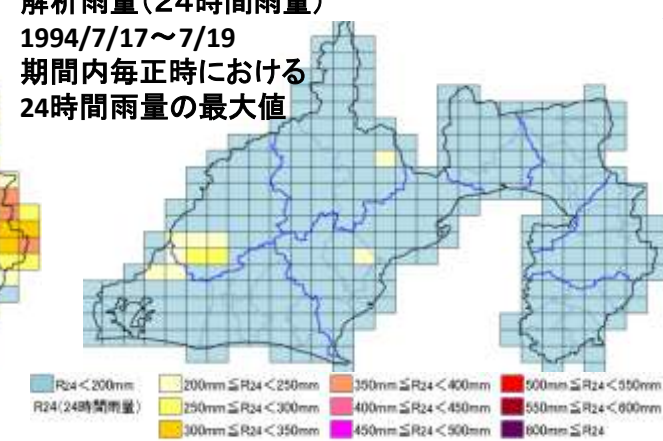 解析雨量（２４時間雨量）
1994/7/17～7/19
期間内毎正時における
24時間雨量の最大値
R24＜200mm 200mm≦R24＜250mm 350mm≦R24＜400mm 500mm≦R24＜550mm
R24(24時間雨量) 250mm≦R24＜300mm 400mm≦R24＜450mm 550mm≦R24＜600mm
300mm≦R24＜350mm 450mm≦R24＜500mm 600mm≦R24